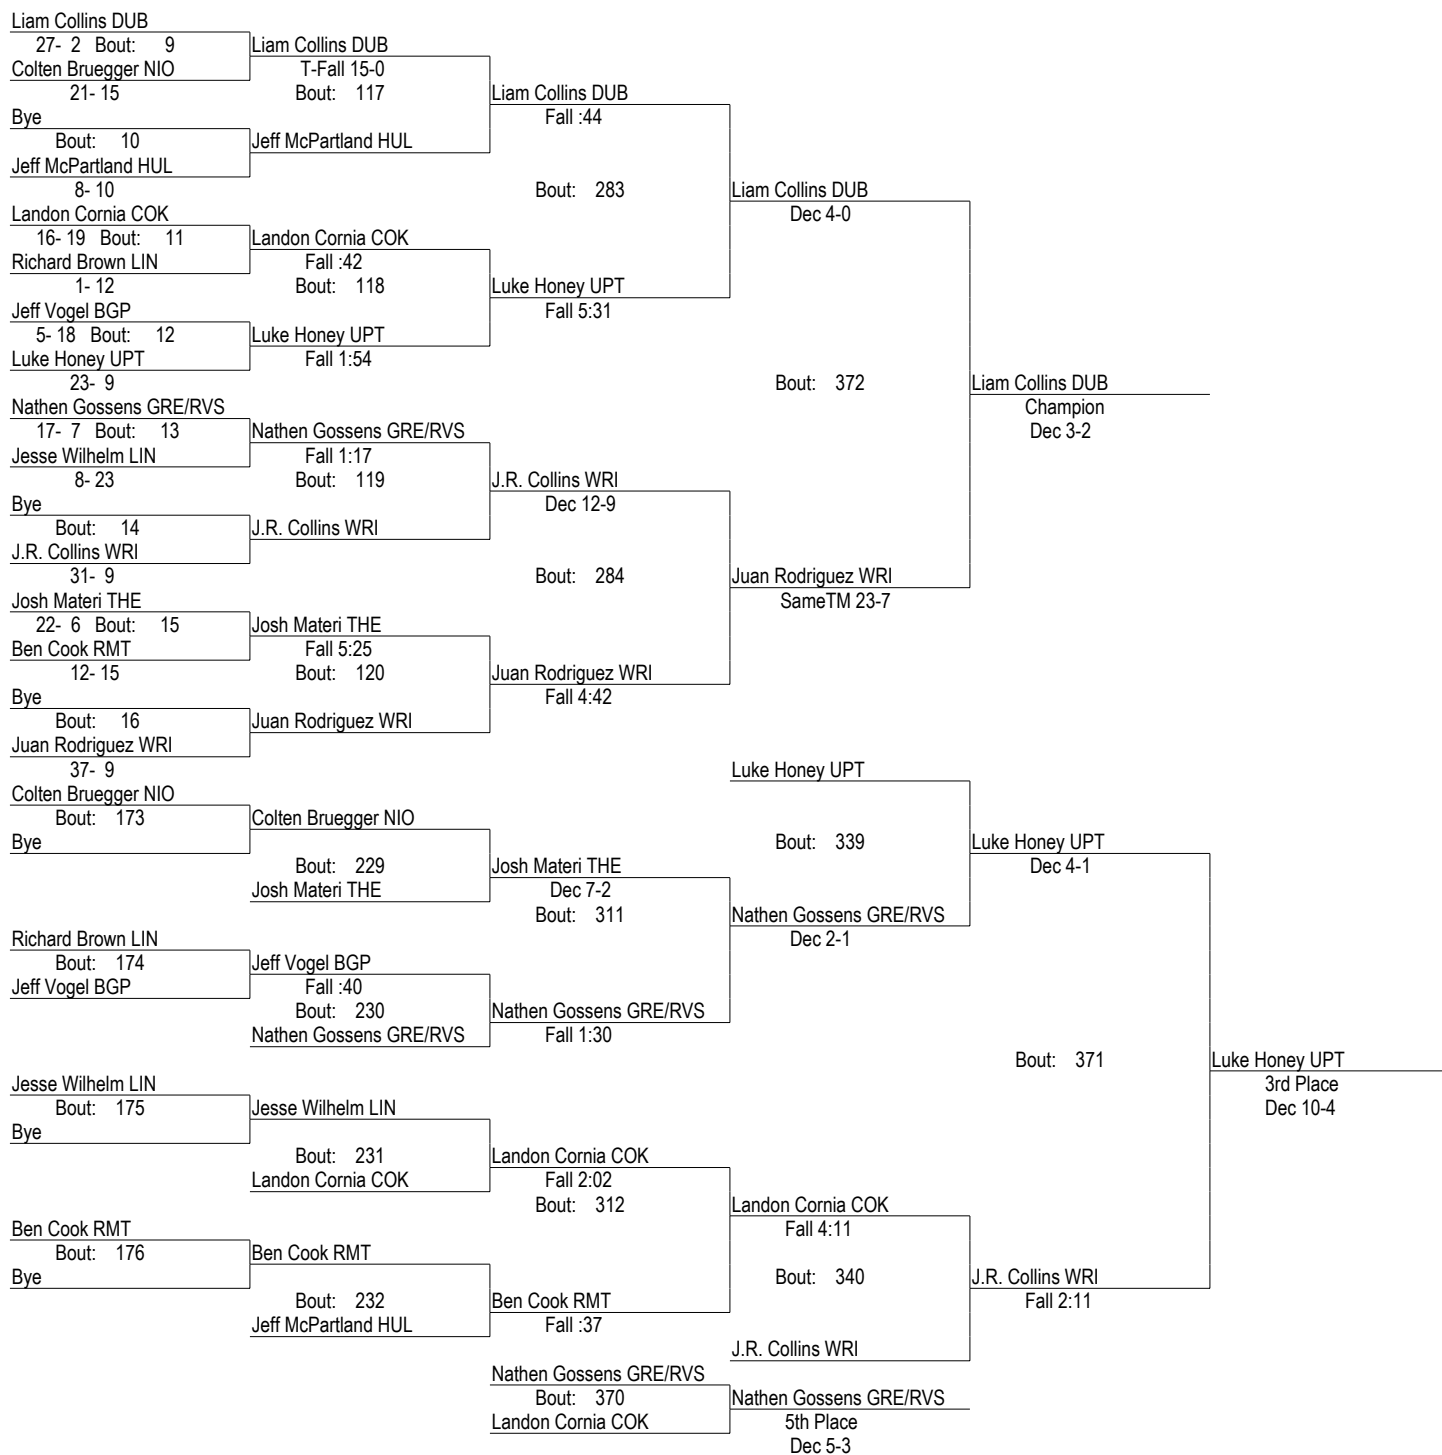 Liam Collins DUB
27- 2 Bout: 9
Liam Collins DUB
Colten Bruegger NIO
T-Fall 15-0
21- 15
Bout: 117
Liam Collins DUB
Bye
Fall :44
Bout: 10
Jeff McPartland HUL
Jeff McPartland HUL
8- 10
Bout: 283
Liam Collins DUB
Landon Cornia COK
Dec 4-0
16- 19 Bout: 11
Landon Cornia COK
Richard Brown LIN
Fall :42
1- 12
Bout: 118
Luke Honey UPT
Jeff Vogel BGP
Fall 5:31
5- 18 Bout: 12
Luke Honey UPT
Luke Honey UPT
Fall 1:54
23- 9
Bout: 372
Liam Collins DUB
Nathen Gossens GRE/RVS
Champion
17- 7 Bout: 13
Nathen Gossens GRE/RVS
Dec 3-2
Jesse Wilhelm LIN
Fall 1:17
8- 23
Bout: 119
J.R. Collins WRI
Bye
Dec 12-9
Bout: 14
J.R. Collins WRI
J.R. Collins WRI
31- 9
Bout: 284
Juan Rodriguez WRI
Josh Materi THE
SameTM 23-7
22- 6 Bout: 15
Josh Materi THE
Ben Cook RMT
Fall 5:25
12- 15
Bout: 120
Juan Rodriguez WRI
Bye
Fall 4:42
Bout: 16
Juan Rodriguez WRI
Juan Rodriguez WRI
37- 9
Luke Honey UPT
Colten Bruegger NIO
Bout: 173
Colten Bruegger NIO
Bye
Bout: 339
Luke Honey UPT
Bout: 229
Josh Materi THE
Dec 4-1
Josh Materi THE
Dec 7-2
Bout: 311
Nathen Gossens GRE/RVS
Richard Brown LIN
Dec 2-1
Bout: 174
Jeff Vogel BGP
Jeff Vogel BGP
Fall :40
Bout: 230
Nathen Gossens GRE/RVS
Nathen Gossens GRE/RVS
Fall 1:30
Bout: 371
Luke Honey UPT
Jesse Wilhelm LIN
3rd Place
Bout: 175
Jesse Wilhelm LIN
Dec 10-4
Bye
Bout: 231
Landon Cornia COK
Landon Cornia COK
Fall 2:02
Bout: 312
Landon Cornia COK
Ben Cook RMT
Fall 4:11
Bout: 176
Ben Cook RMT
Bye
Bout: 340
J.R. Collins WRI
Bout: 232
Ben Cook RMT
Fall 2:11
Jeff McPartland HUL
Fall :37
J.R. Collins WRI
Nathen Gossens GRE/RVS
Bout: 370
Nathen Gossens GRE/RVS
Landon Cornia COK
5th Place
Dec 5-3